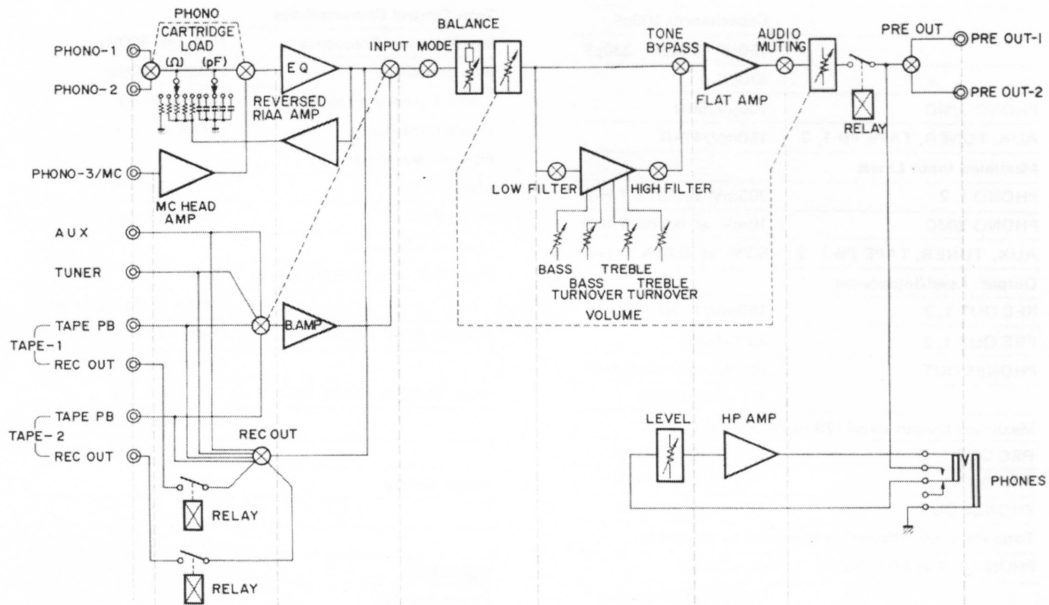 PHONO
CARTRIDGE
LOAD
(Ω) (pF)
PHONO-1
PHONO-2
EQ
REVERSED
RIAA AMP
INPUT MODE
BALANCE
TONE
BYPASS
FLAT AMP
AUDIO
MUTING
RELAY
PRE OUT
PRE OUT-1
PRE OUT-2
PHONO-3/MC
MC HEAD
AMP
LOW FILTER
HIGH FILTER
BASS
BASS
TURNOVER
TREBLE
TREBLE
TURNOVER
VOLUME
AUX
TUNER
TAPE PB
TAPE-1
REC OUT
B.AMP
TAPE PB
TAPE-2
REC OUT
REC OUT
RELAY
RELAY
LEVEL
HP AMP
PHONES